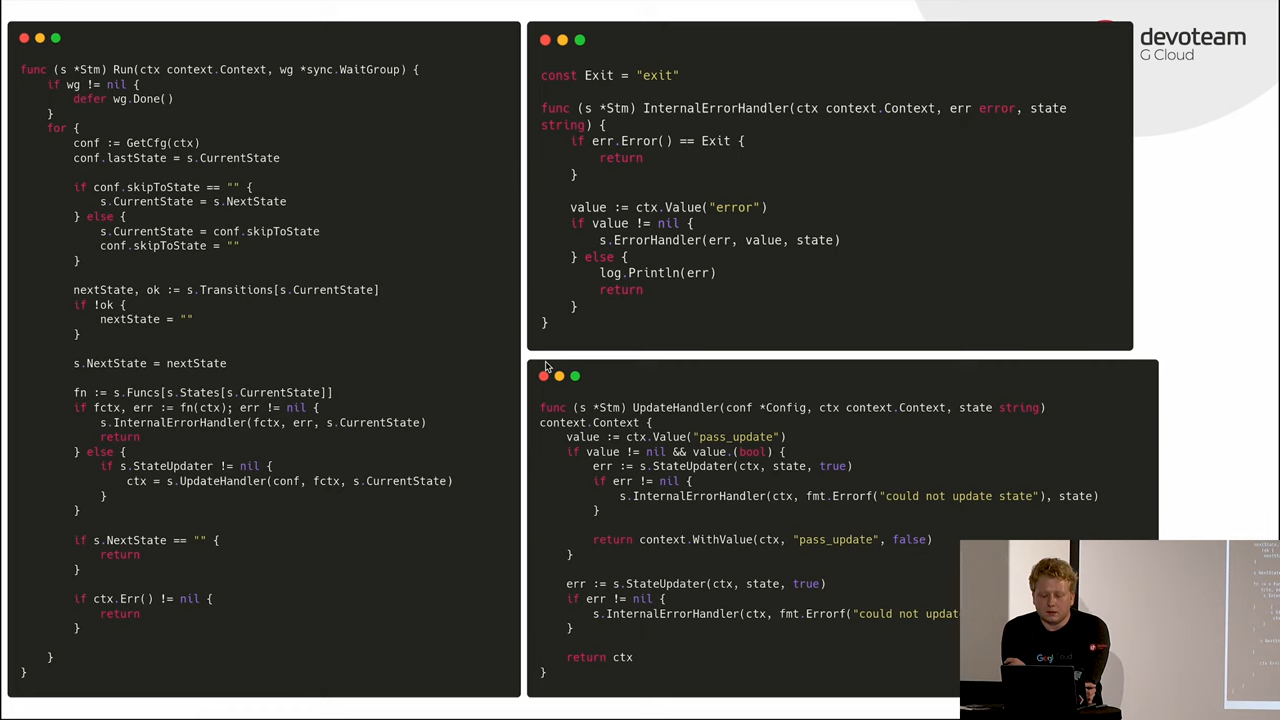 func (s *Stm) Run(ctx context.Context, wg *sync.WaitGroup) {
    if wg != nil {
        defer wg.Done()
    }
    for {
        conf := GetCfg(ctx)
        conf.lastState = s.CurrentState

        if conf.skipToState == "" {
            s.CurrentState = s.NextState
        } else {
            s.CurrentState = conf.skipToState
            conf.skipToState = ""
        }

        nextState, ok := s.Transitions[s.CurrentState]
        if !ok {
            nextState = ""
        }

        s.NextState = nextState

        fn := s.Funcs[s.States[s.CurrentState]]
        if fctx, err := fn(ctx); err != nil {
            s.InternalErrorHandler(fctx, err, s.CurrentState)
            return
        } else {
            if s.StateUpdater != nil {
                ctx = s.UpdateHandler(conf, fctx, s.CurrentState)
            }
        }

        if s.NextState == "" {
            return
        }

        if ctx.Err() != nil {
            return
        }

    }
}
const Exit = "exit"

func (s *Stm) InternalErrorHandler(ctx context.Context, err error, state
string) {
    if err.Error() == Exit {
        return
    }

    value := ctx.Value("error")
    if value != nil {
        s.ErrorHandler(err, value, state)
    } else {
        log.Println(err)
        return
    }
}
func (s *Stm) UpdateHandler(conf *Config, ctx context.Context, state string)
context.Context {
    value := ctx.Value("pass_update")
    if value != nil && value.(bool) {
        err := s.StateUpdater(ctx, state, true)
        if err != nil {
            s.InternalErrorHandler(ctx, fmt.Errorf("could not update state"), state)
        }

        return context.WithValue(ctx, "pass_update", false)
    }

    err := s.StateUpdater(ctx, state, true)
    if err != nil {
        s.InternalErrorHandler(ctx, fmt.Errorf("could not updat
    }

    return ctx
}
devoteam
G Cloud
Google Cloud